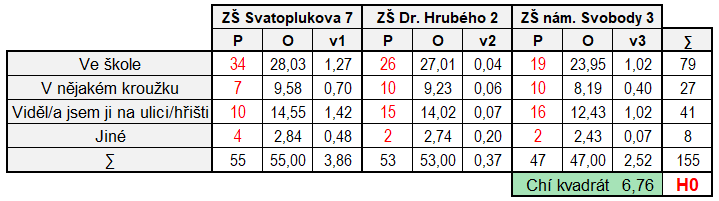 ZŠ Svatoplukova 7 ZŠ Dr. Hrubého 2 ZŠ nám. Svobody 3
P O v1 P O v2 P O v3 ∑
Ve škole 34 28,03 1,27 26 27,01 0,04 19 23,95 1,02 79
V nějakém kroužku 7 9,58 0,70 10 9,23 0,06 10 8,19 0,40 27
Viděl/a jsem ji na ulici/hřišti 10 14,55 1,42 15 14,02 0,07 16 12,43 1,02 41
Jiné 4 2,84 0,48 2 2,74 0,20 2 2,43 0,07 8
∑ 55 55,00 3,86 53 53,00 0,37 47 47,00 2,52 155
Chí kvadrát 6,76 H0